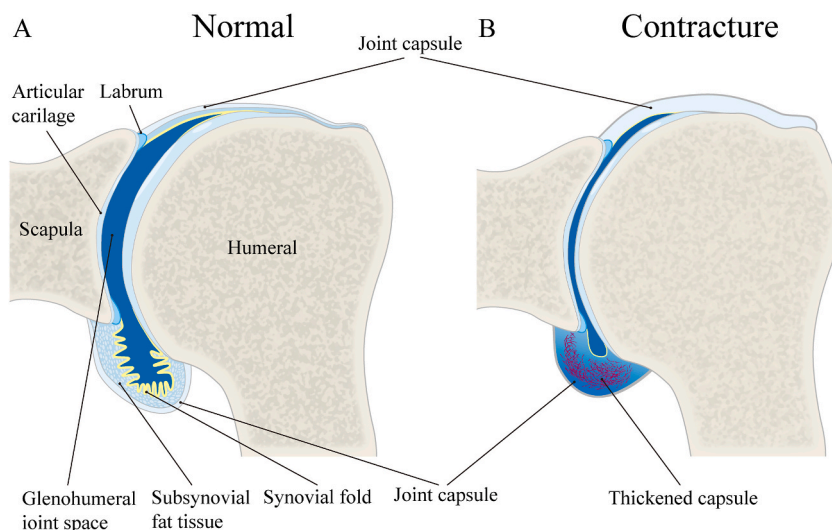 A
Normal
Joint capsule
B
Contracture
Articular
carilage
Labrum
Scapula
Humeral
Glenohumeral
joint space
Subsynovial
fat tissue
Synovial fold
Joint capsule
Thickened capsule